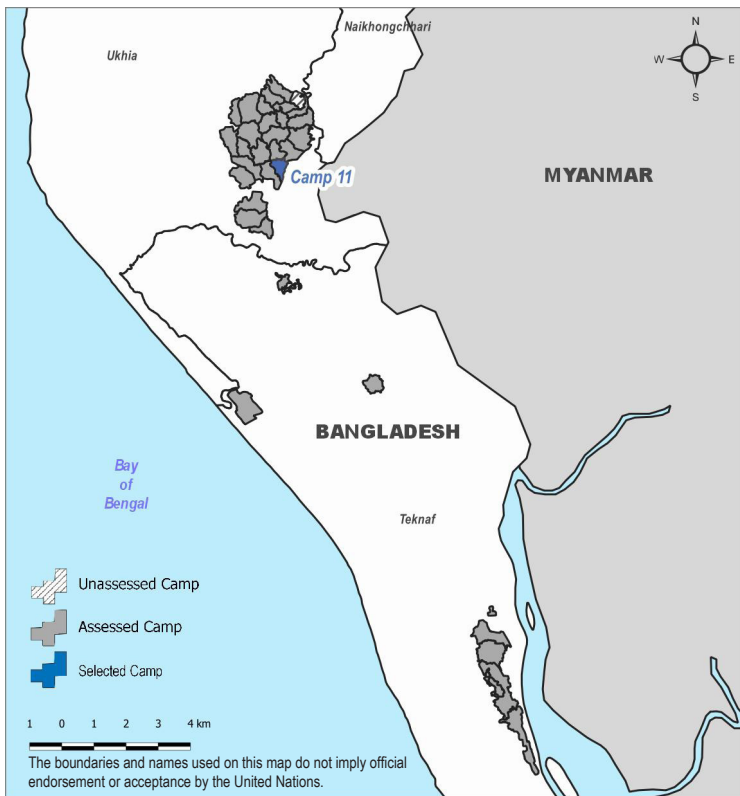 Naikhongchhari
Ukhia
N
W
E
S
Camp 11
MYANMAR
BANGLADESH
Bay
of
Bengal
Teknaf
Unassessed Camp
Assessed Camp
Selected Camp
1 0 1 2 3 4 km
The boundaries and names used on this map do not imply official
endorsement or acceptance by the United Nations.